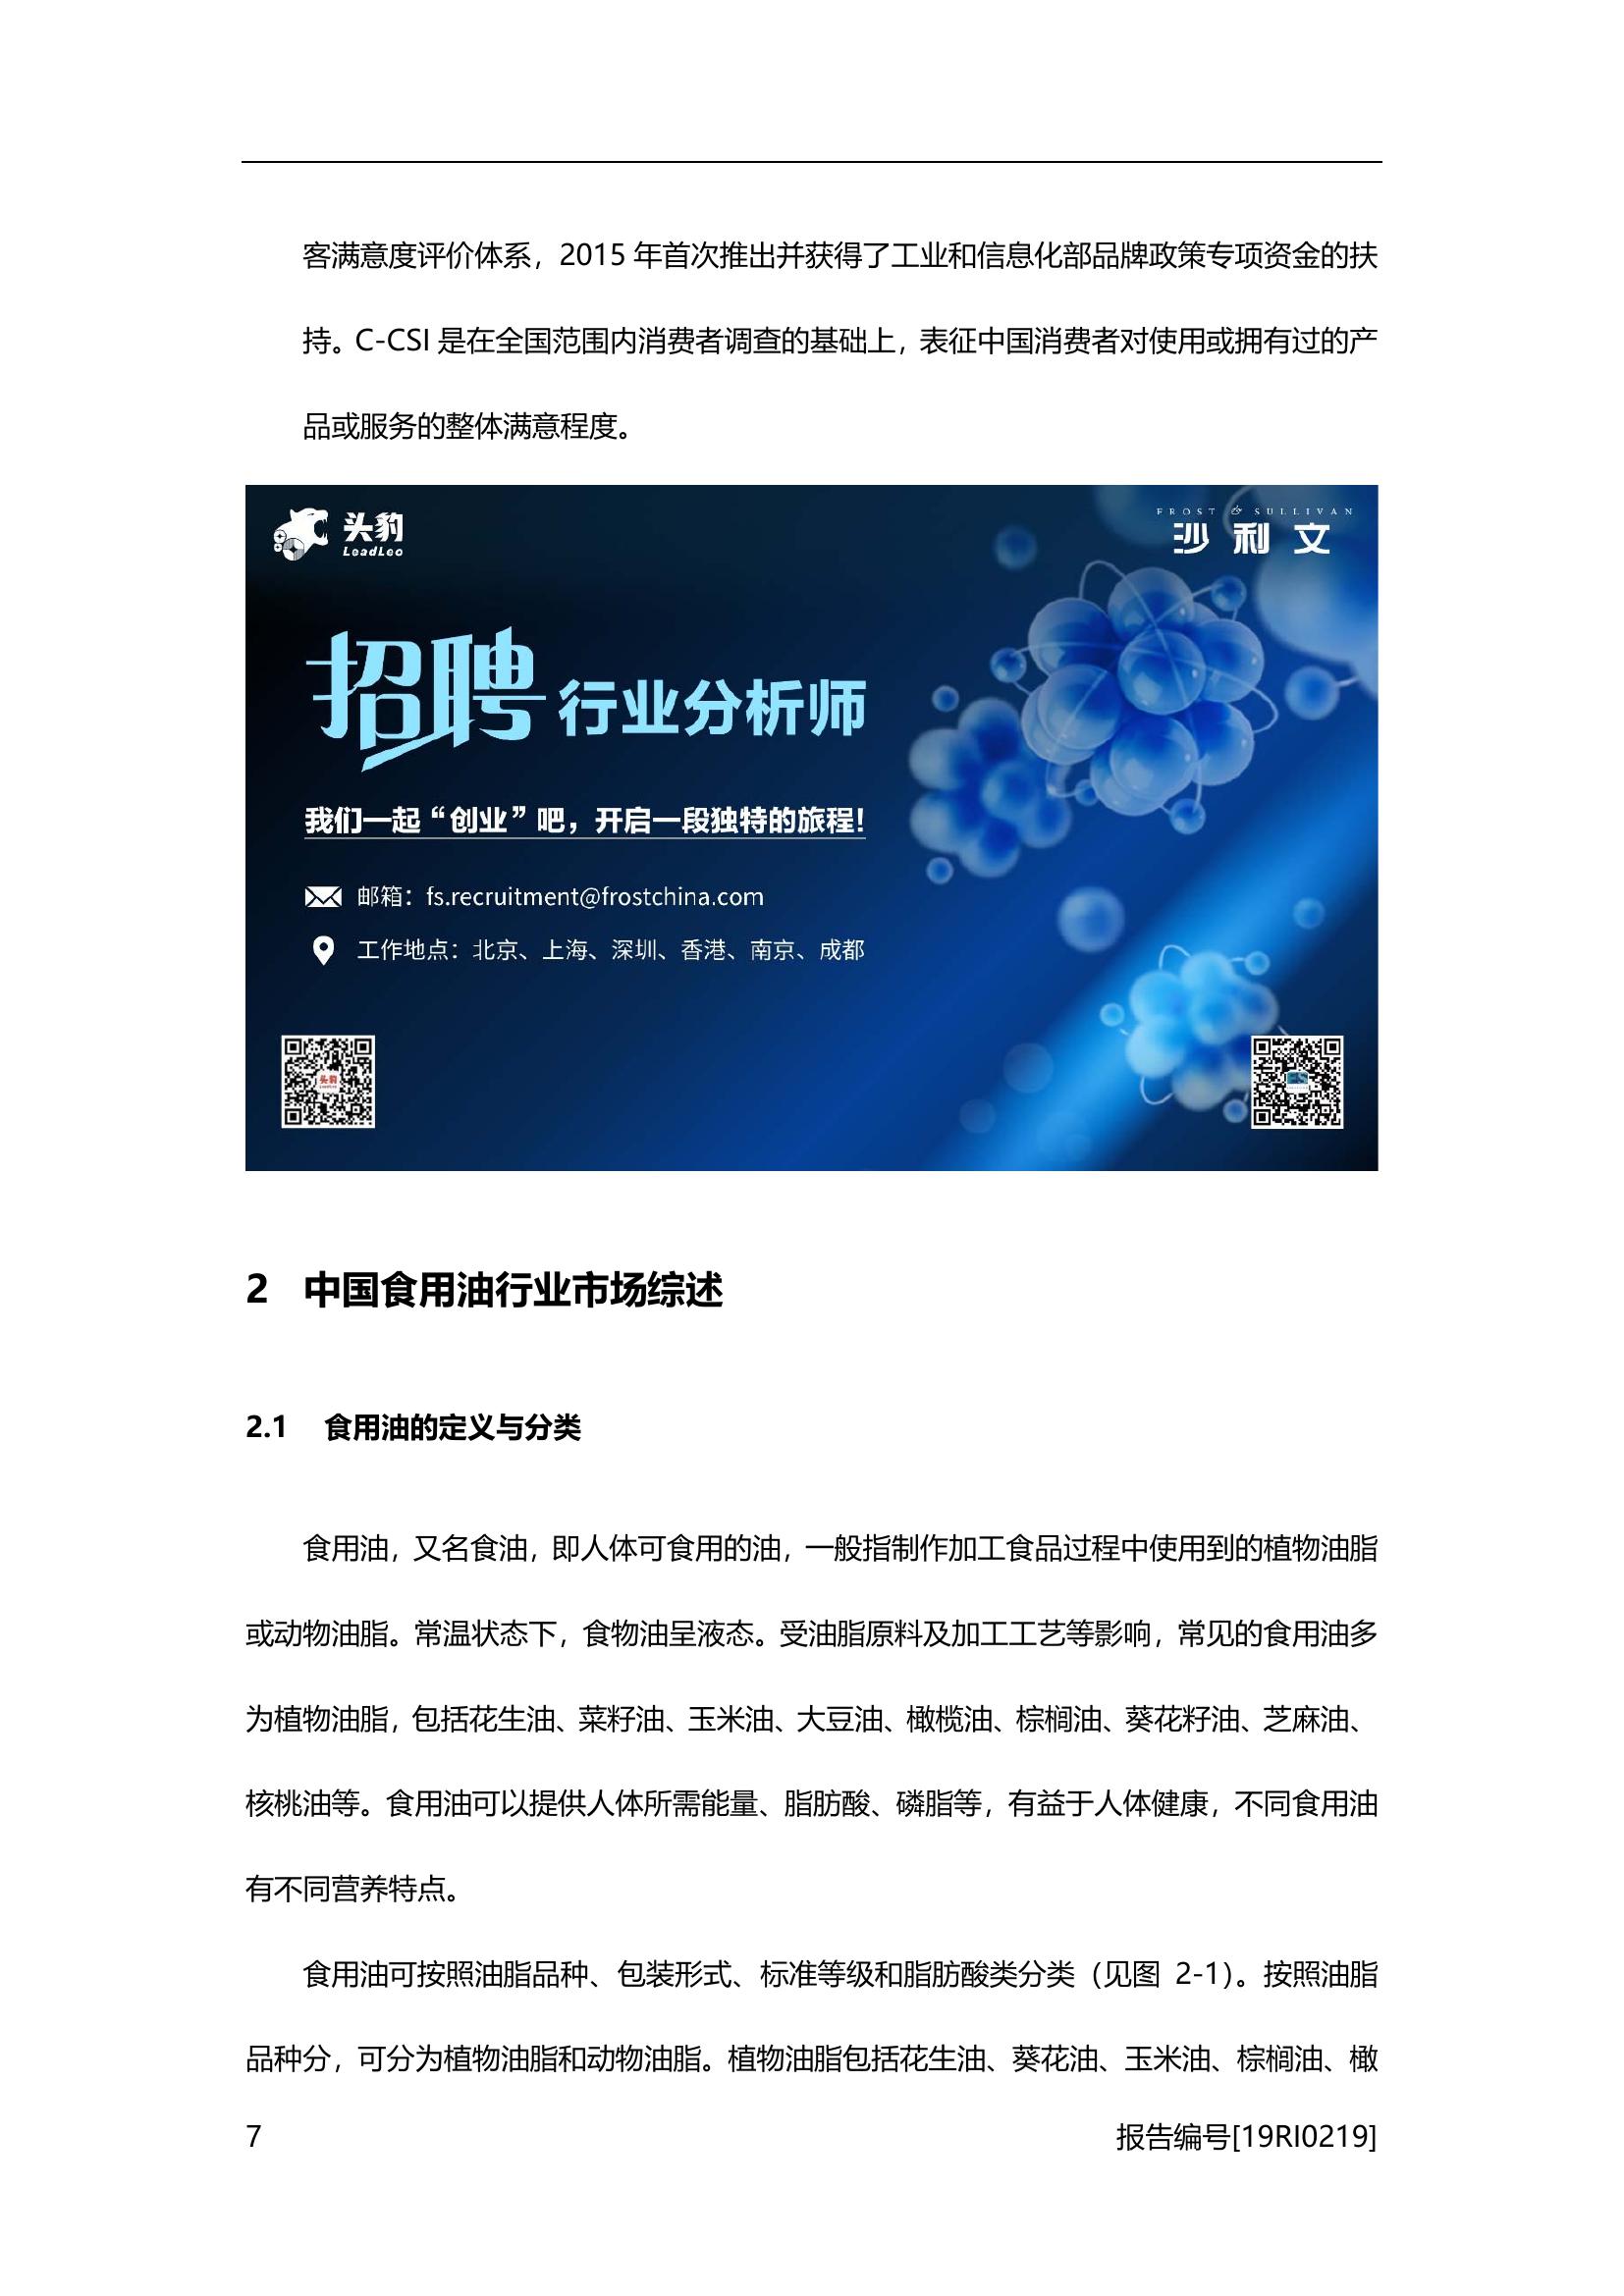 客满意度评价体系，2015 年首次推出并获得了工业和信息化部品牌政策专项资金的扶
持。C-CSI 是在全国范围内消费者调查的基础上，表征中国消费者对使用或拥有过的产
品或服务的整体满意程度。
头豹
LeadLeo
FROST & SULLIVAN
沙利文
招聘 行业分析师
我们一起“创业”吧，开启一段独特的旅程!
邮箱：fs.recruitment@frostchina.com
工作地点：北京、上海、深圳、香港、南京、成都
头豹
2 中国食用油行业市场综述
2.1 食用油的定义与分类
食用油，又名食油，即人体可食用的油，一般指制作加工食品过程中使用到的植物油脂
或动物油脂。常温状态下，食物油呈液态。受油脂原料及加工工艺等影响，常见的食用油多
为植物油脂，包括花生油、菜籽油、玉米油、大豆油、橄榄油、棕榈油、葵花籽油、芝麻油、
核桃油等。食用油可以提供人体所需能量、脂肪酸、磷脂等，有益于人体健康，不同食用油
有不同营养特点。
食用油可按照油脂品种、包装形式、标准等级和脂肪酸类分类（见图 2-1）。按照油脂
品种分，可分为植物油脂和动物油脂。植物油脂包括花生油、葵花油、玉米油、棕榈油、橄
7
报告编号[19RI0219]